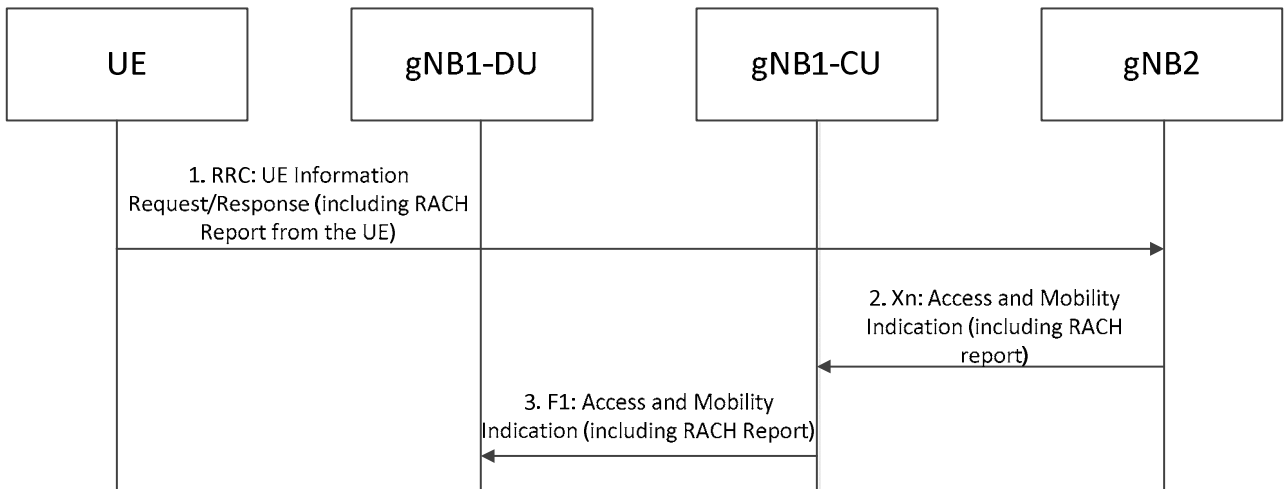 UE
gNB1-DU
gNB1-CU
gNB2
1. RRC: UE Information
Request/Response (including RACH
Report from the UE)
2. Xn: Access and Mobility
Indication (including RACH
report)
3. F1: Access and Mobility
Indication (including RACH Report)